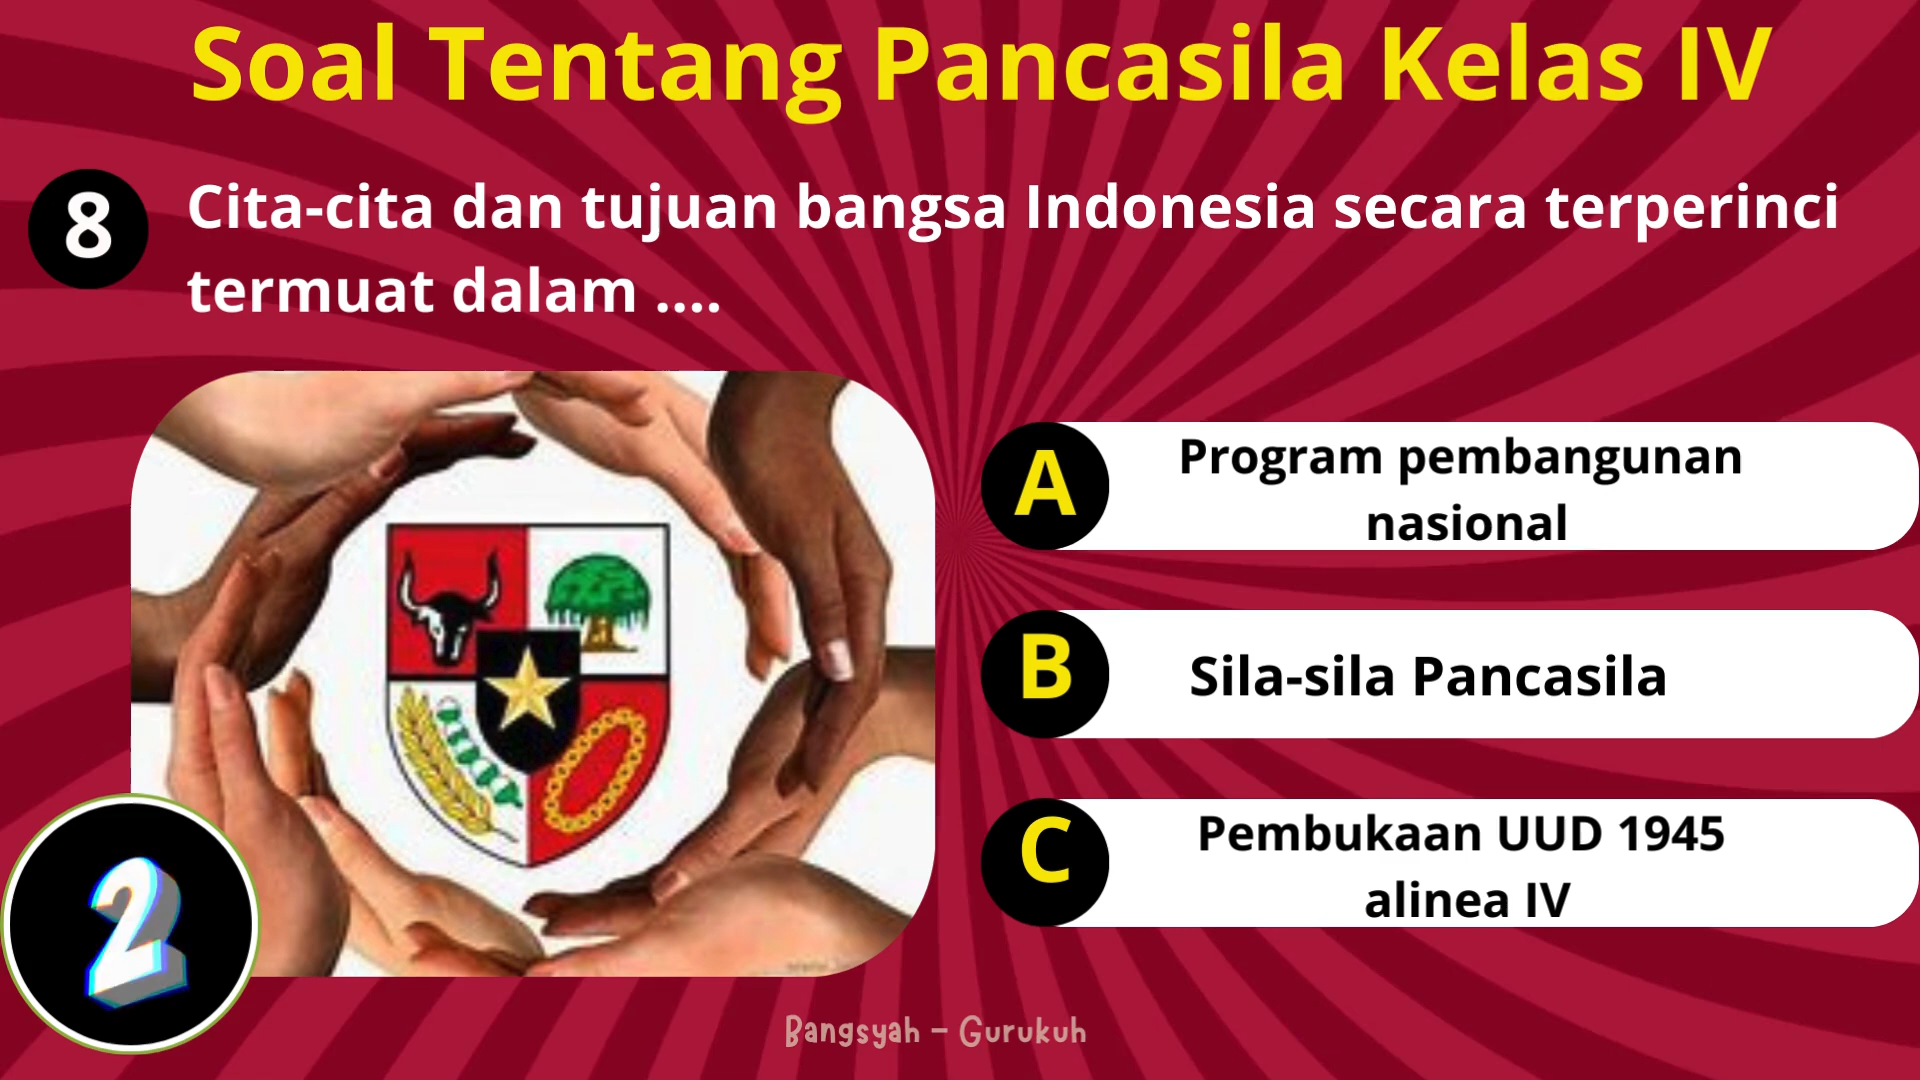 Soal Tentang Pancasila Kelas IV
8
Cita-cita dan tujuan bangsa Indonesia secara terperinci
termuat dalam ....
A
Program pembangunan
nasional
B
Sila-sila Pancasila
C
Pembukaan UUD 1945
alinea IV
2
Bangsyah - Gurukuh